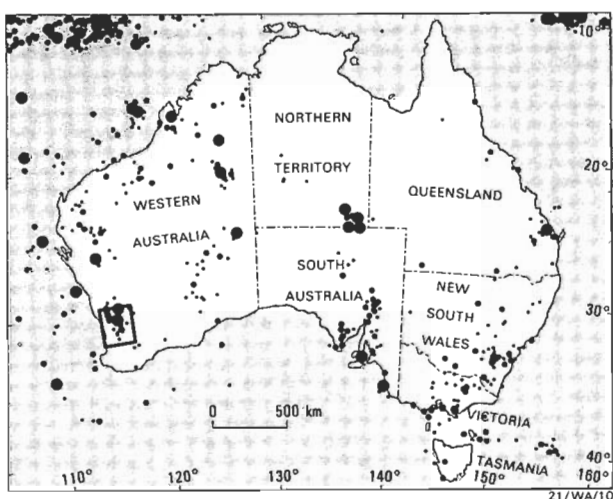 10°
NORTHERN
TERRITORY
20°
WESTERN
QUEENSLAND
AUSTRALIA
SOUTH
AUSTRALIA
NEW
SOUTH
WALES
30°
0 500 km
VICTORIA
TASMANIA
40°
110° 120° 130° 140° 150°
21/WA/10